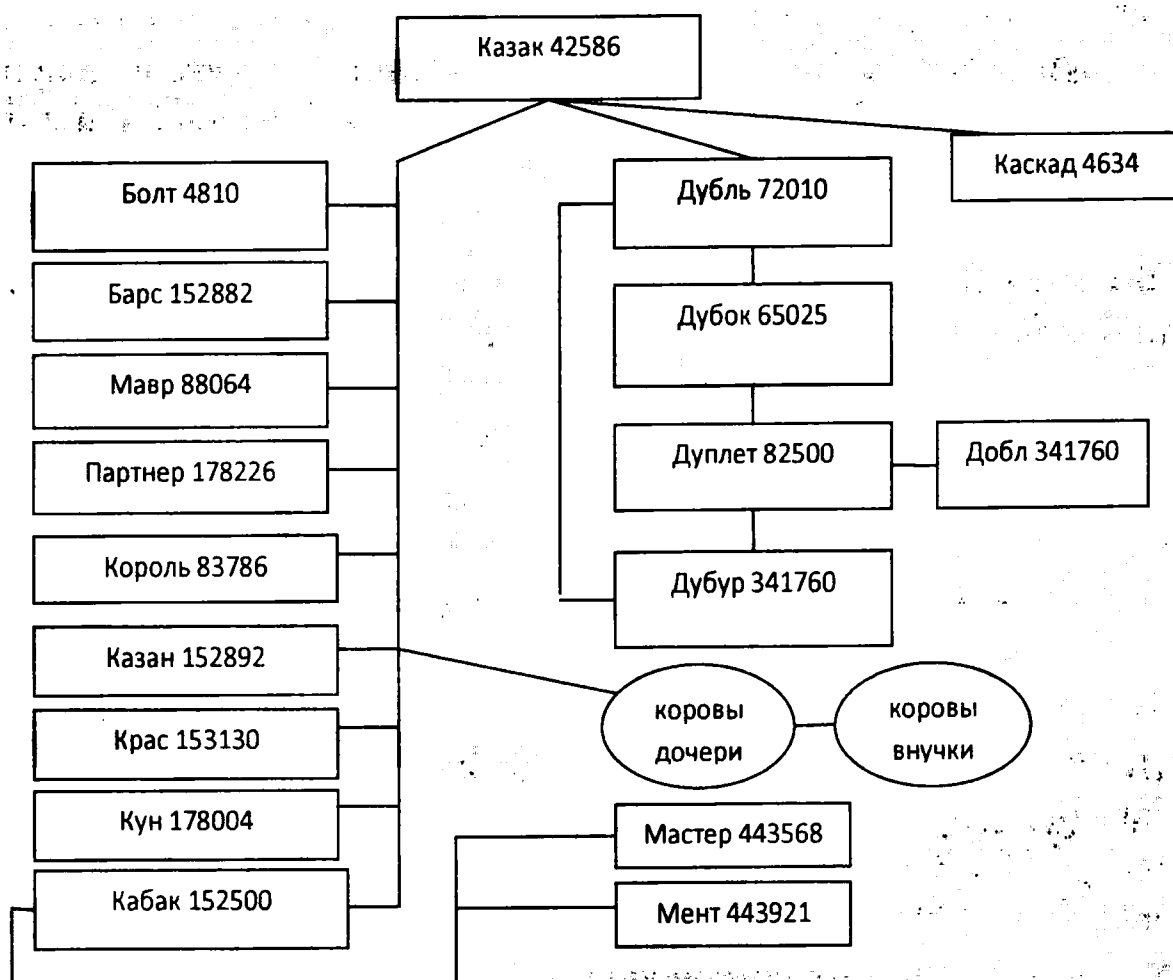 Казак 42586
Каскад 4634
Болт 4810
Барс 152882
Мавр 88064
Партнер 178226
Король 83786
Казан 152892
Крас 153130
Кун 178004
Кабак 152500
Дубль 72010
Дубок 65025
Дуплет 82500
Добл 341760
Дубур 341760
коровы
дочери
коровы
внучки
Мастер 443568
Мент 443921